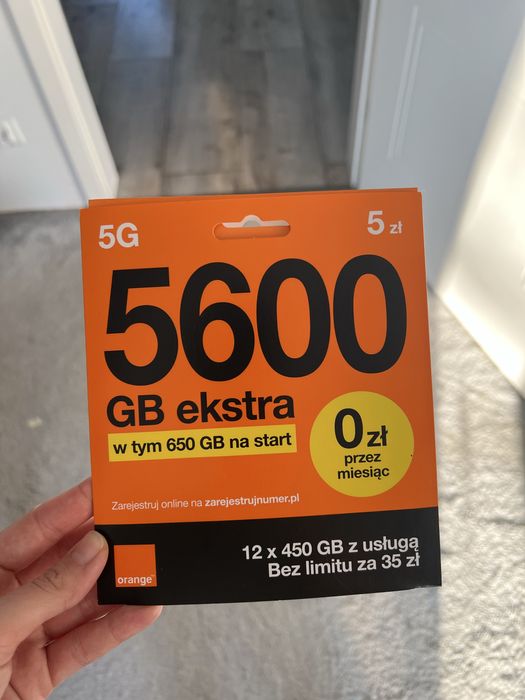 5G
5 zł
5600
GB ekstra
w tym 650 GB na start
0 zł
przez
miesiąc
Zarejestruj online na zarejestrujnumer.pl
12 x 450 GB z usługą
Bez limitu za 35 zł
orange™